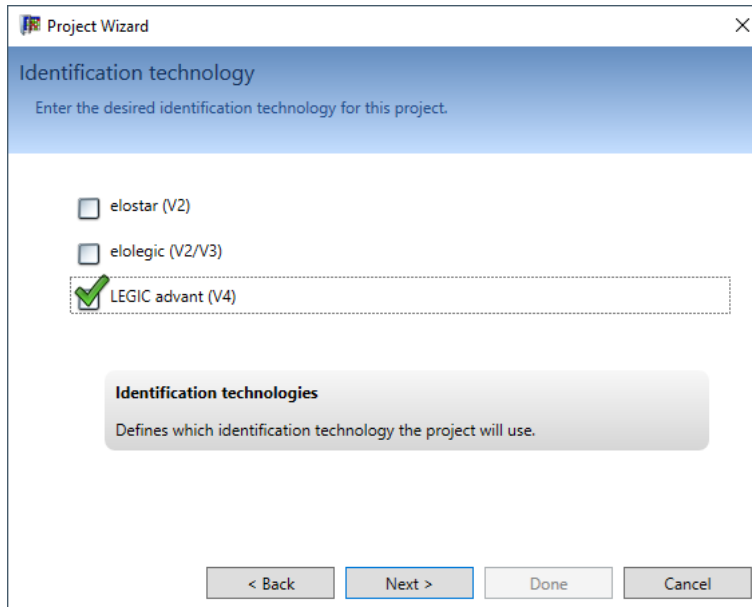 Project Wizard
Identification technology
Enter the desired identification technology for this project.
elostar (V2)
elolegic (V2/V3)
LEGIC advant (V4)
Identification technologies
Defines which identification technology the project will use.
< Back
Next >
Done
Cancel